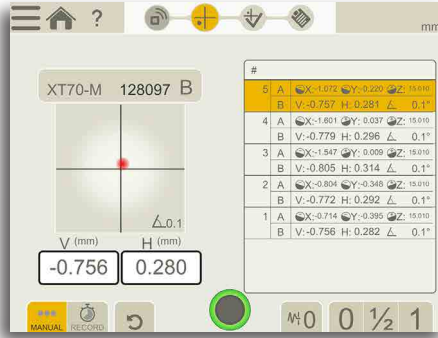 ?
mm
XT70-M 128097 B
0.1
V (mm) H (mm)
-0.756 0.280
MANUAL RECORD
#
5 A X:-1.072 Y:-0.220 Z: 15.010
B V:-0.757 H: 0.281 0.1°
4 A X:-1.601 Y: 0.037 Z: 15.010
B V:-0.779 H: 0.296 0.1°
3 A X:-1.547 Y: 0.009 Z: 15.010
B V:-0.805 H: 0.314 0.1°
2 A X:-0.804 Y:-0.348 Z: 15.010
B V:-0.772 H: 0.292 0.1°
1 A X:-0.714 Y:-0.395 Z: 15.010
B V:-0.756 H: 0.282 0.1°
0 0 ½ 1